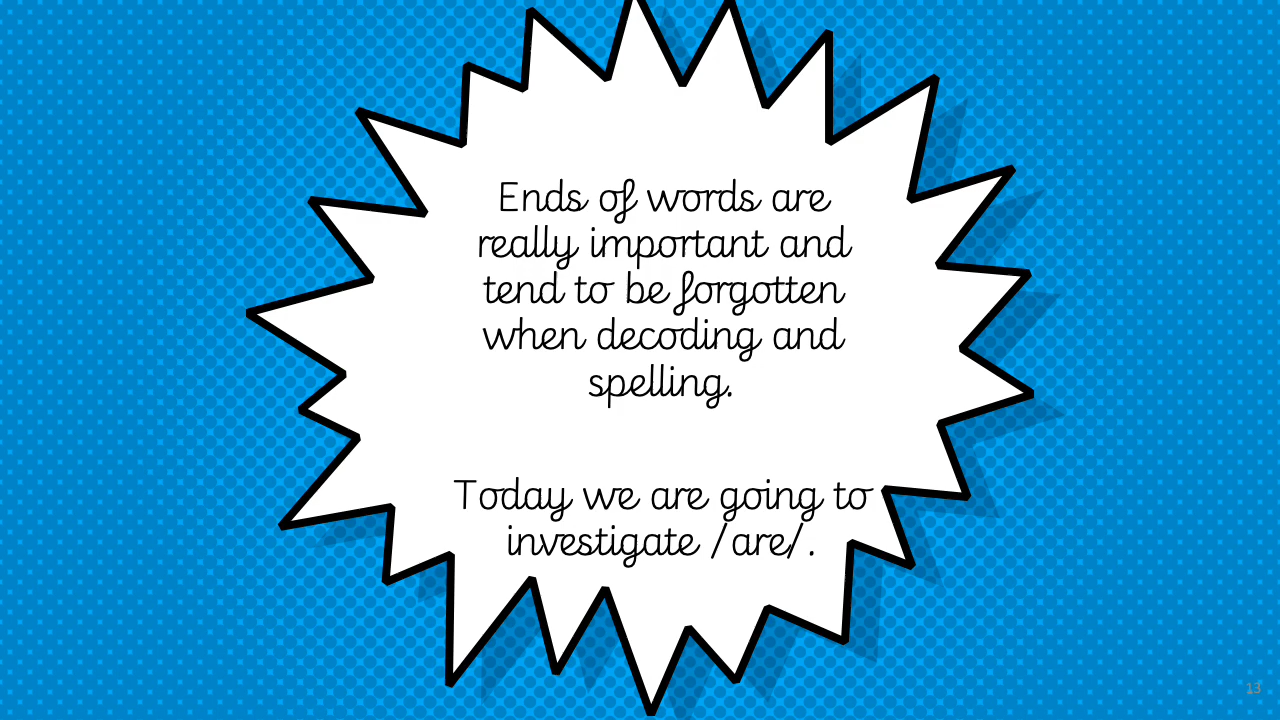 Ends of words are
really important and
tend to be forgotten
when decoding and
spelling.
Today we are going to
investigate /are/.
13